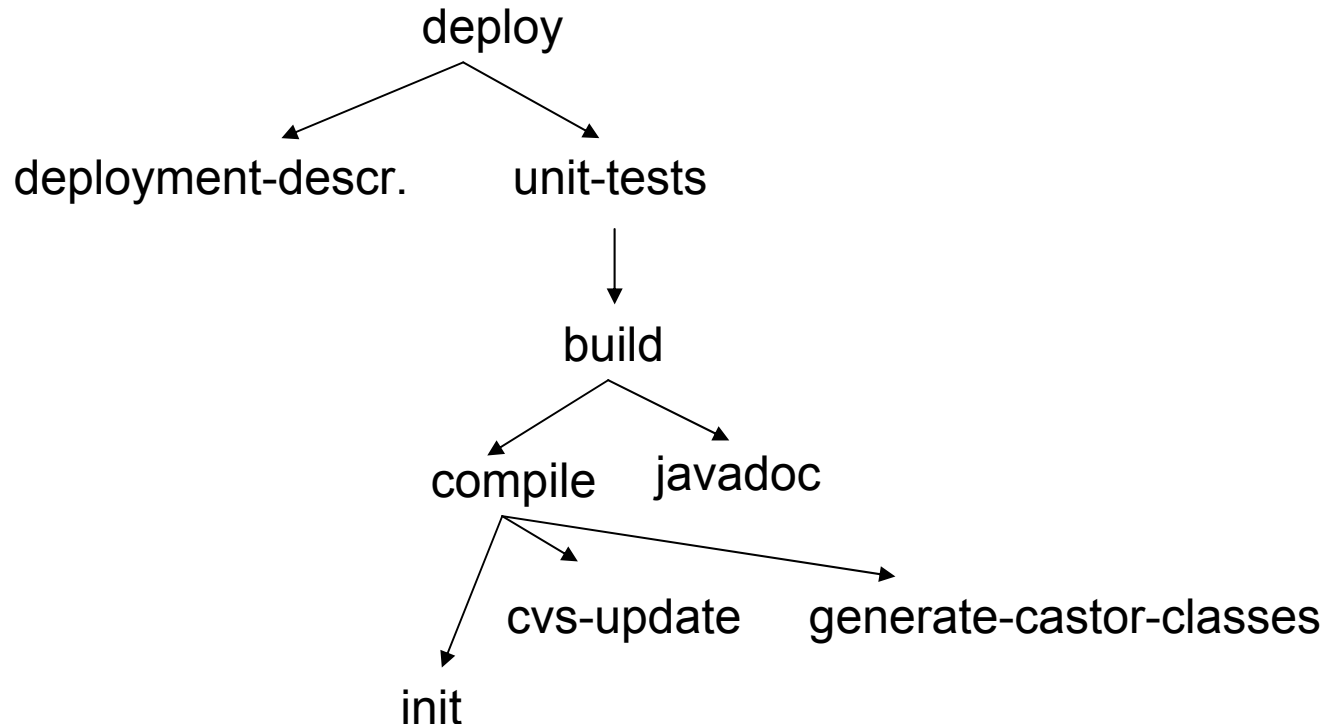 deploy
deployment-descr. unit-tests
build
compile javadoc
cvs-update generate-castor-classes
init